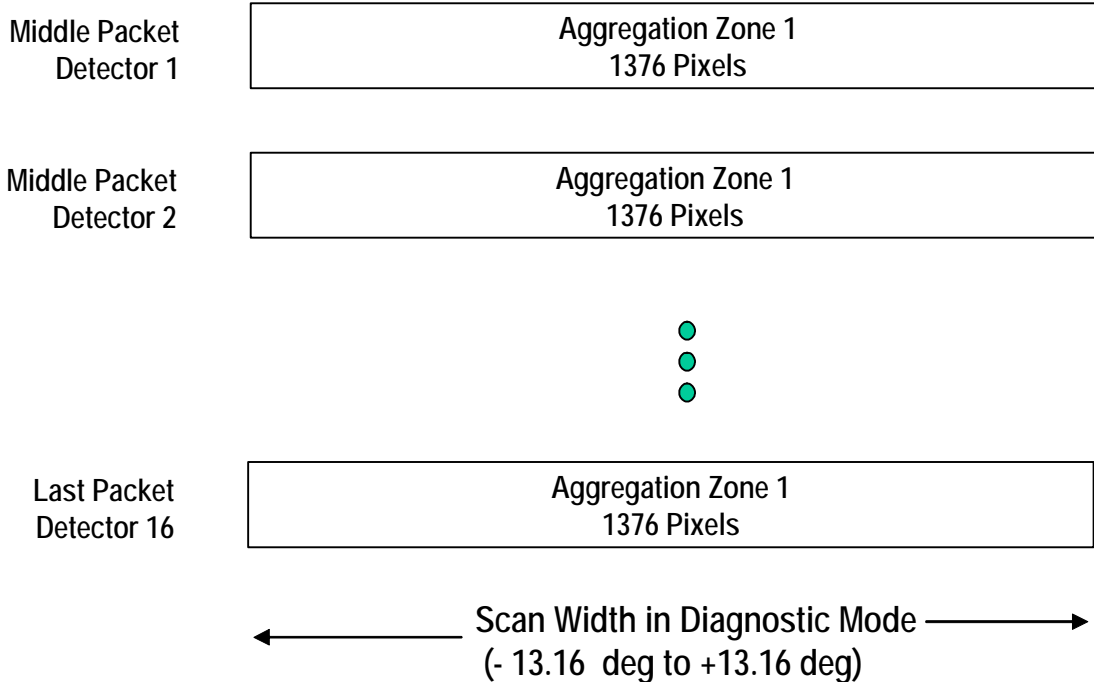 Middle Packet
Detector 1
Aggregation Zone 1
1376 Pixels
Middle Packet
Detector 2
Aggregation Zone 1
1376 Pixels
Last Packet
Detector 16
Aggregation Zone 1
1376 Pixels
Scan Width in Diagnostic Mode
(- 13.16 deg to +13.16 deg)